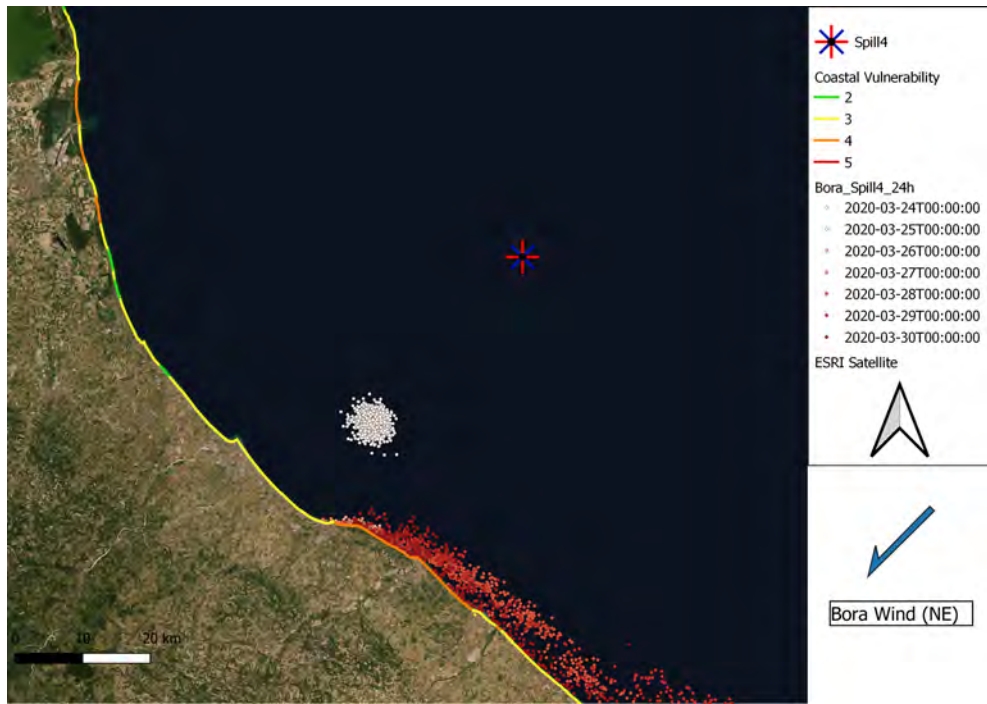 Spill4
Coastal Vulnerability
2
3
4
5
Bora_Spill4_24h
2020-03-24T00:00:00
2020-03-25T00:00:00
2020-03-26T00:00:00
2020-03-27T00:00:00
2020-03-28T00:00:00
2020-03-29T00:00:00
2020-03-30T00:00:00
ESRI Satellite
Bora Wind (NE)
0 10 20 km